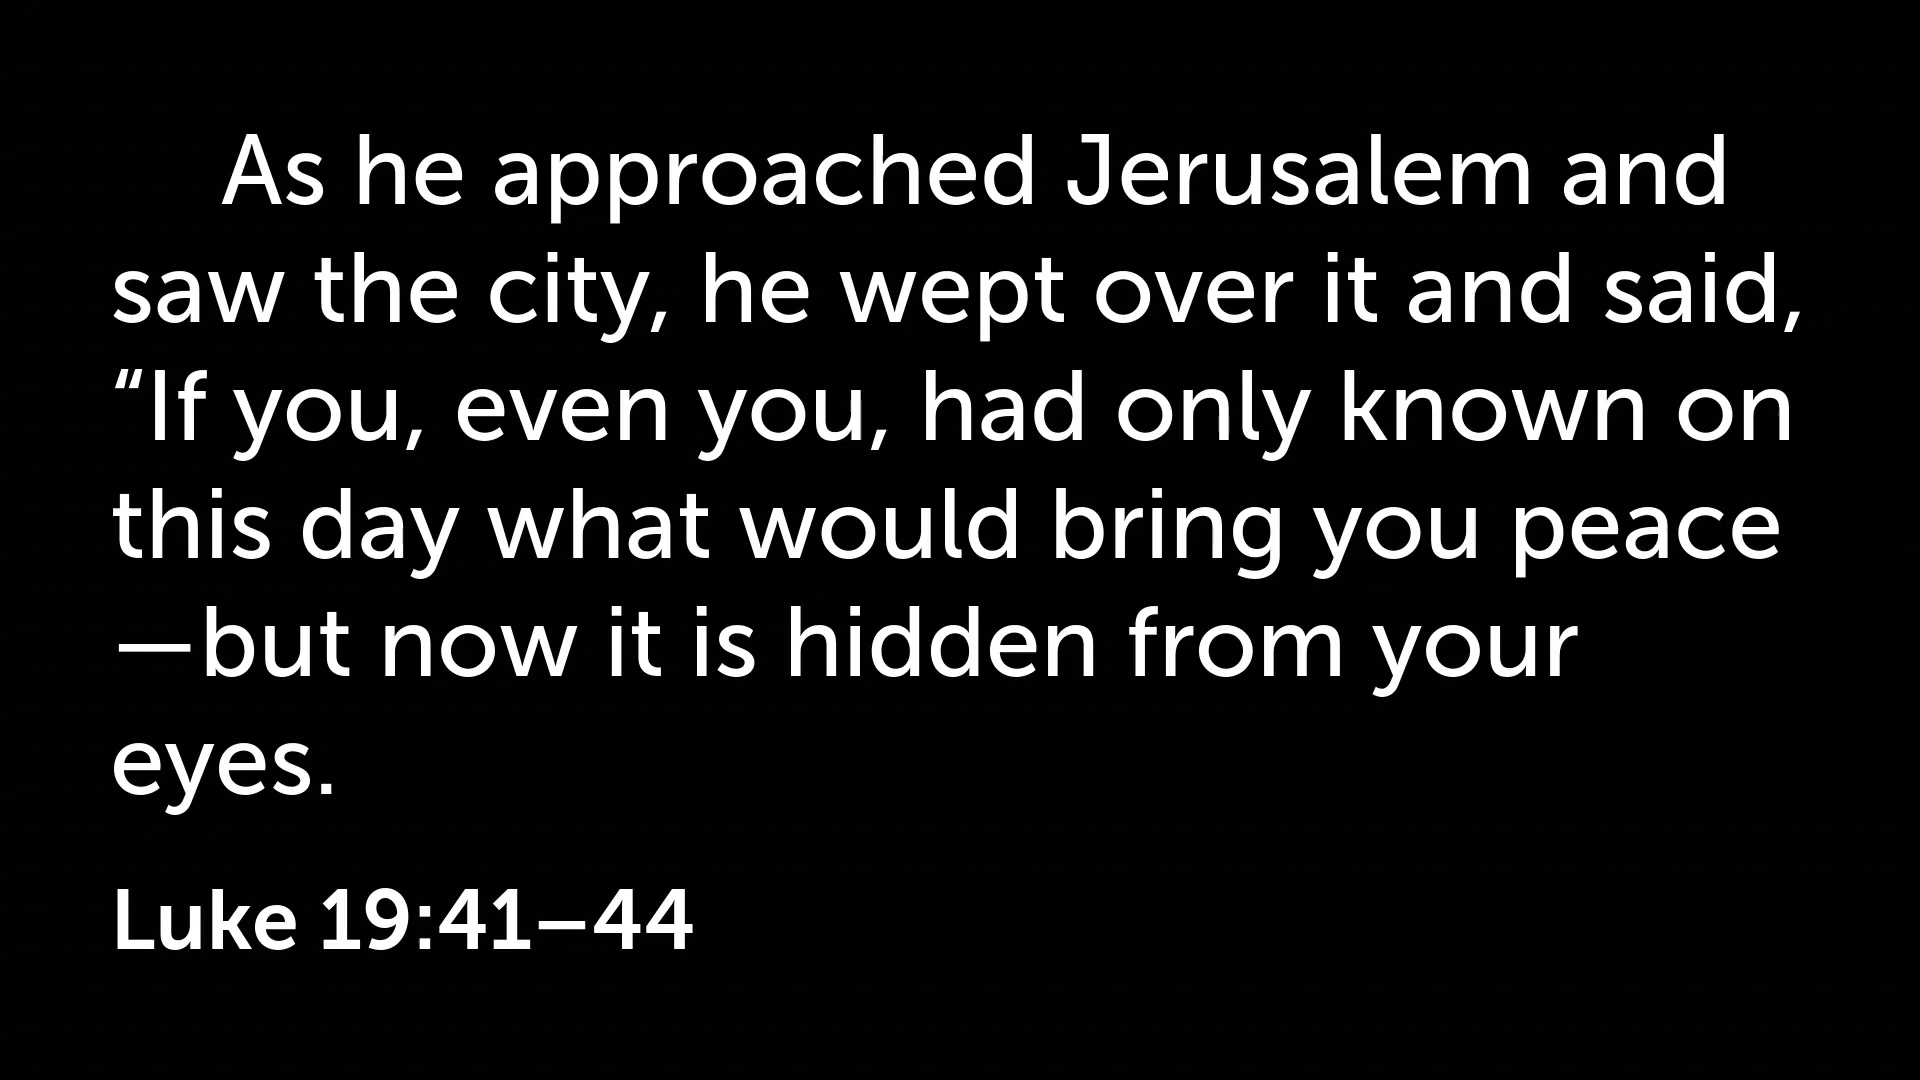 As he approached Jerusalem and
saw the city, he wept over it and said,
“If you, even you, had only known on
this day what would bring you peace
—but now it is hidden from your
eyes.
Luke 19:41–44